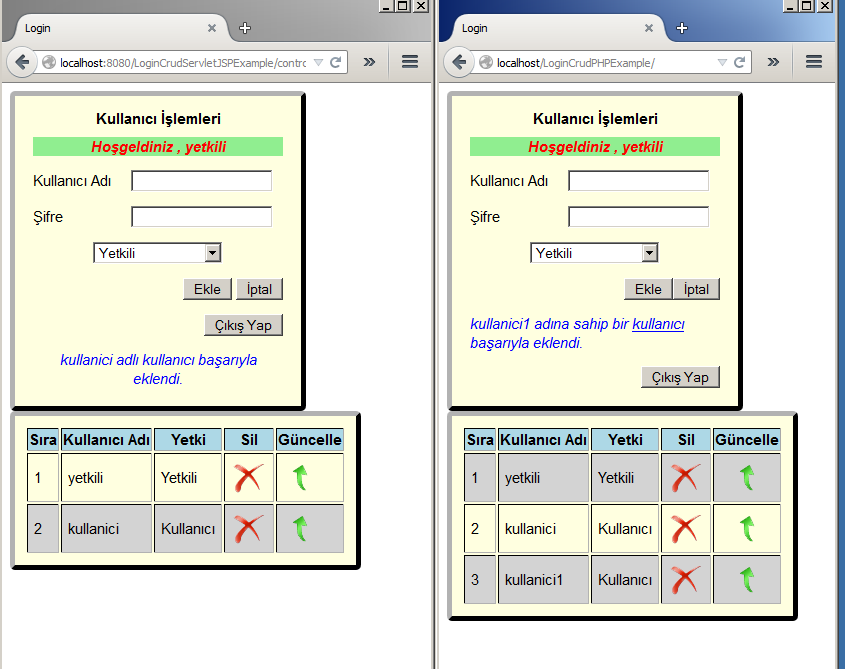 Login
localhost:8080/LoginCrudServletJSPExample/contro
Kullanıcı İşlemleri
Hoşgeldiniz , yetkili
Kullanıcı Adı
Şifre
Yetkili
Ekle İptal
Çıkış Yap
kullanici adlı kullanıcı başarıyla
eklendi.
Sıra Kullanıcı Adı Yetki Sil Güncelle
1 yetkili Yetkili
2 kullanici Kullanıcı
Login
localhost/LoginCrudPHPExample/
Kullanıcı İşlemleri
Hoşgeldiniz , yetkili
Kullanıcı Adı
Şifre
Yetkili
Ekle İptal
kullanici1 adına sahip bir kullanıcı
başarıyla eklendi.
Çıkış Yap
Sıra Kullanıcı Adı Yetki Sil Güncelle
1 yetkili Yetkili
2 kullanici Kullanıcı
3 kullanici1 Kullanıcı